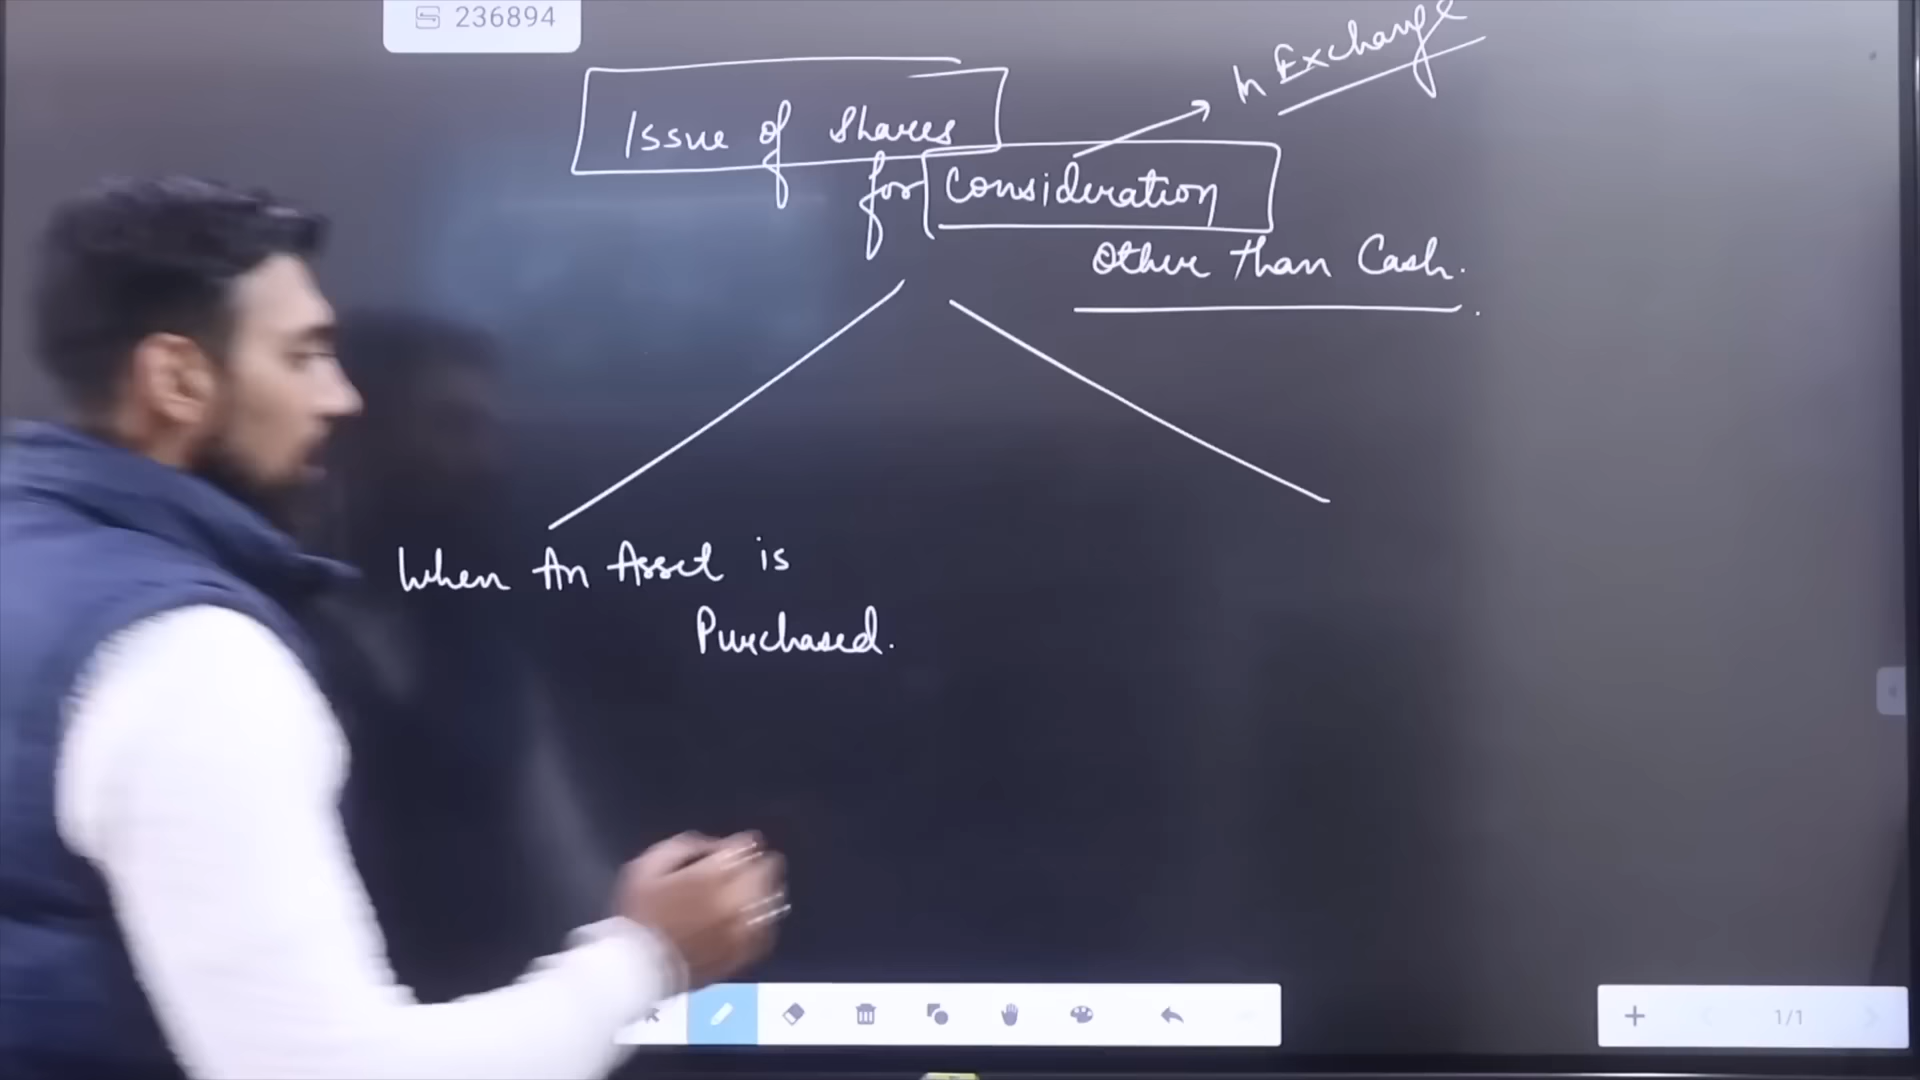 236894
In Exchange
Issue of Shares
for Consideration
Other than Cash.
When An Asset is
Purchased.
1/1